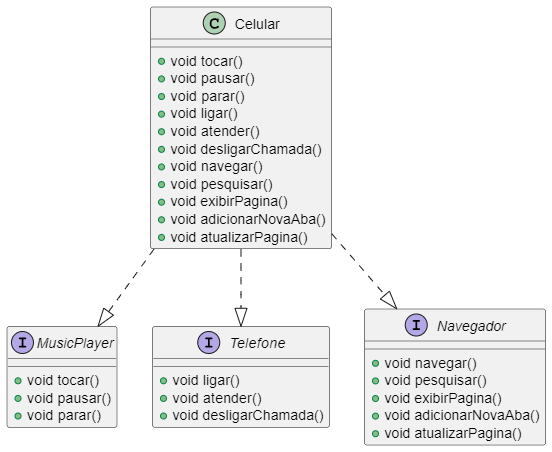 C Celular
void tocar()
void pausar()
void parar()
void ligar()
void atender()
void desligarChamada()
void navegar()
void pesquisar()
void exibirPagina()
void adicionarNovaAba()
void atualizarPagina()
I MusicPlayer
void tocar()
void pausar()
void parar()
I Telefone
void ligar()
void atender()
void desligarChamada()
I Navegador
void navegar()
void pesquisar()
void exibirPagina()
void adicionarNovaAba()
void atualizarPagina()